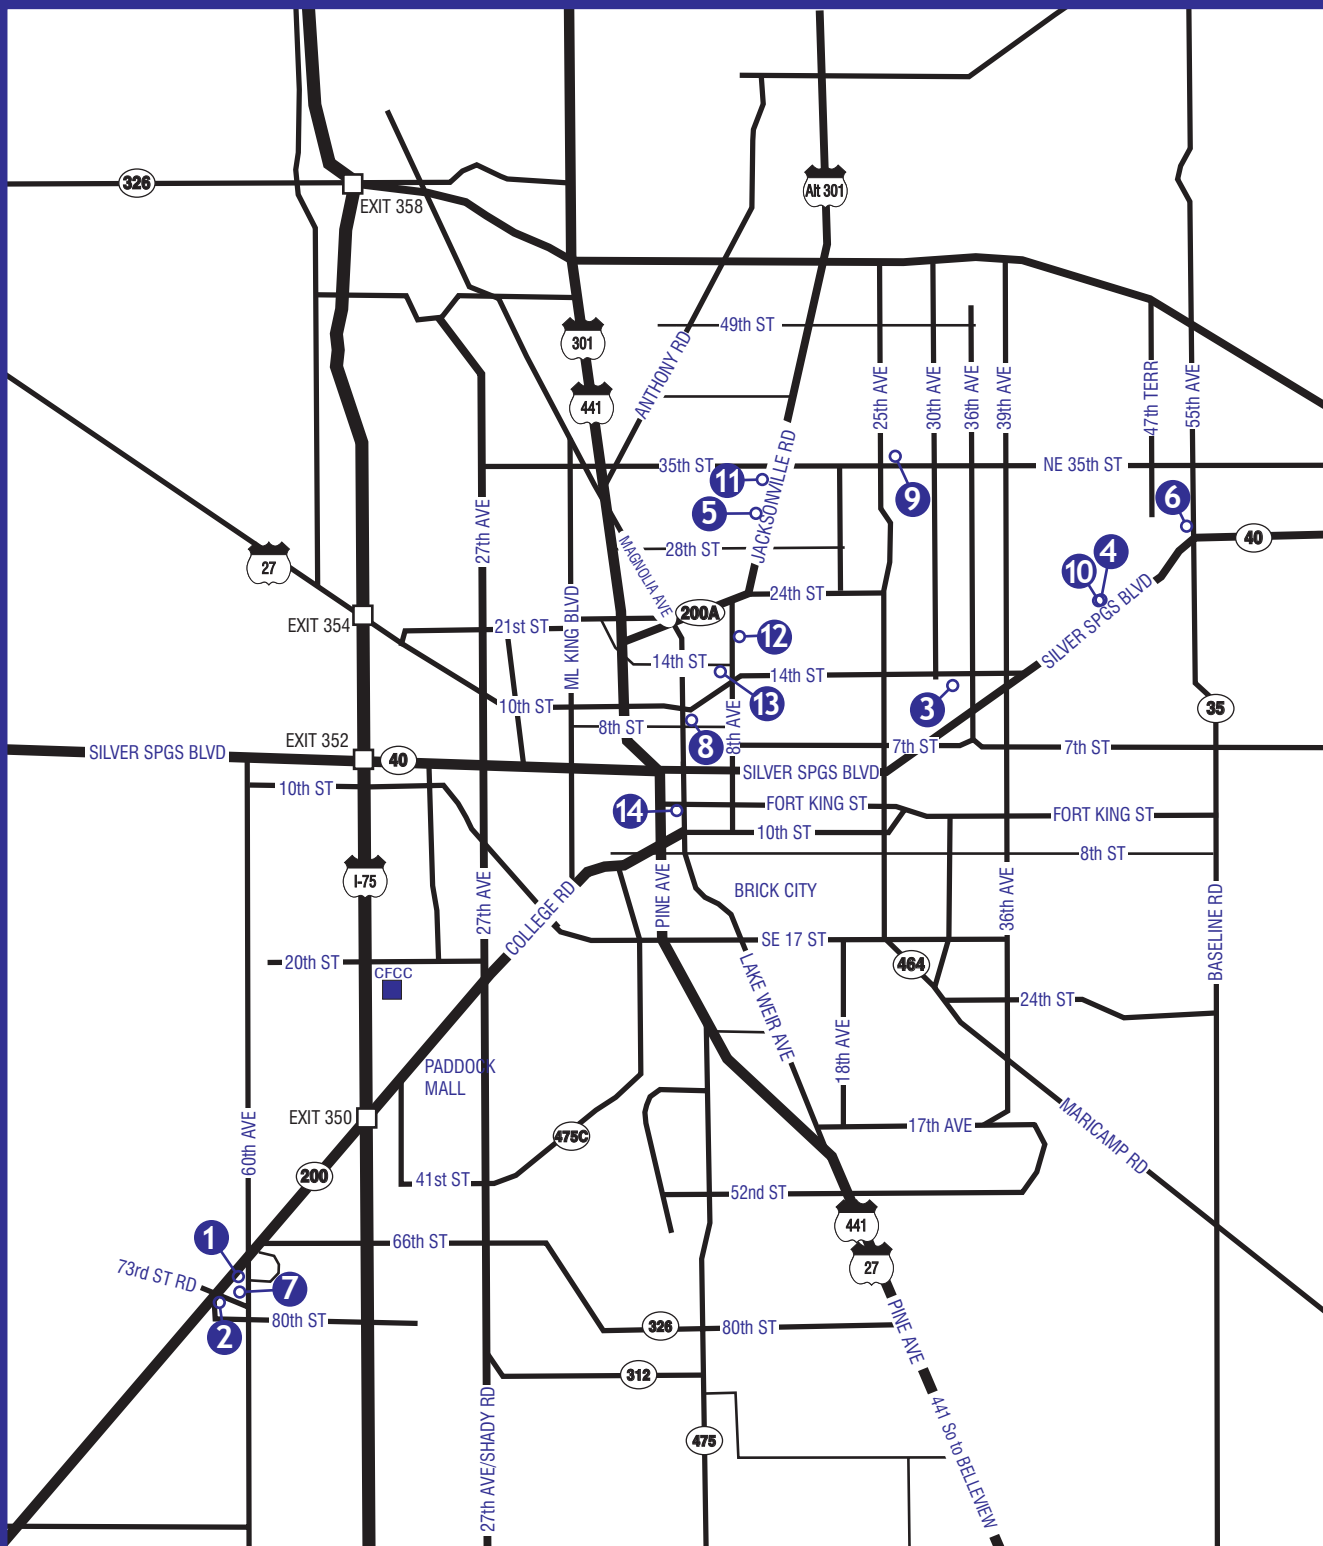 326
EXIT 358
Alt 301
301
49th ST
ANTHONY RD
441
25th AVE
30th AVE
36th AVE
39th AVE
47th TERR
55th AVE
35th ST
NE 35th ST
11
JACKSONVILLE RD
9
6
5
27th AVE
MAGNOLIA AVE
28th ST
40
27
4
10
24th ST
ML KING BLVD
200A
SILVER SPGS BLVD
EXIT 354
21st ST
12
14th ST
14th ST
10th ST
13
3
35
8th ST
8th AVE
8
7th ST
7th ST
EXIT 352
SILVER SPGS BLVD
40
SILVER SPGS BLVD
10th ST
14
FORT KING ST
FORT KING ST
10th ST
8th ST
I-75
27th AVE
COLLEGE RD
PINE AVE
BRICK CITY
36th AVE
BASELINE RD
SE 17 ST
20th ST
CFCC
LAKE WEIR AVE
464
24th ST
18th AVE
PADDOCK
MALL
EXIT 350
60th AVE
475C
17th AVE
MARICAMP RD
200
41st ST
52nd ST
441
1
66th ST
27
73rd ST RD
7
2
80th ST
326
80th ST
PINE AVE
312
27th AVE/SHADY RD
475
441 So to BELLEVIEW